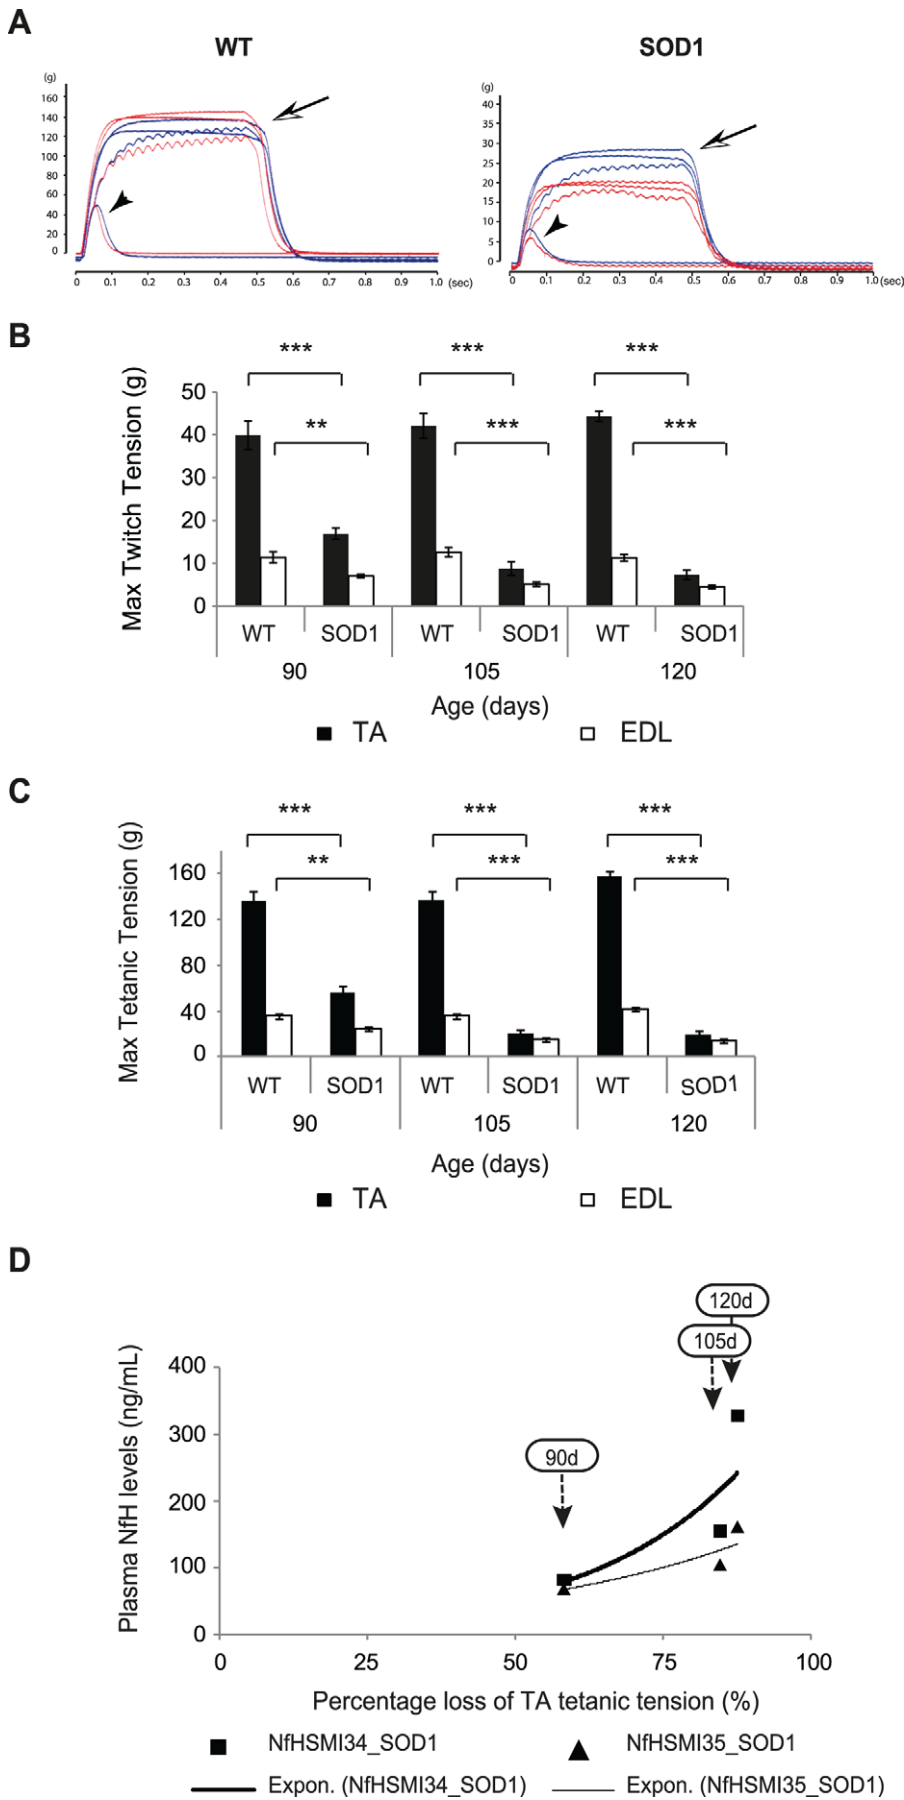 A
WT
SOD1
(g)
160
140
120
100
80
60
40
20
0
0 0.1 0.2 0.3 0.4 0.5 0.6 0.8 1.0 (sec)
(g)
40
35
30
25
20
15
10
5
0
0 0.1 0.2 0.3 0.4 0.5 0.6 0.7 0.8 1.0 (sec)
B
Max Twitch Tension (g)
*** *** ***
** *** ***
50
40
30
20
10
0
WT SOD1 WT SOD1 WT SOD1
90 105 120
Age (days)
TA EDL
C
Max Tetanic Tension (g)
*** *** ***
** *** ***
160
120
80
40
0
WT SOD1 WT SOD1 WT SOD1
90 105 120
Age (days)
TA EDL
D
Plasma NfH levels (ng/mL)
120d
105d
90d
400
300
200
100
0
0 25 50 75 100
Percentage loss of TA tetanic tension (%)
NfHSMI34_SOD1 NfHSMI35_SOD1
Expon. (NfHSMI34_SOD1) Expon. (NfHSMI35_SOD1)